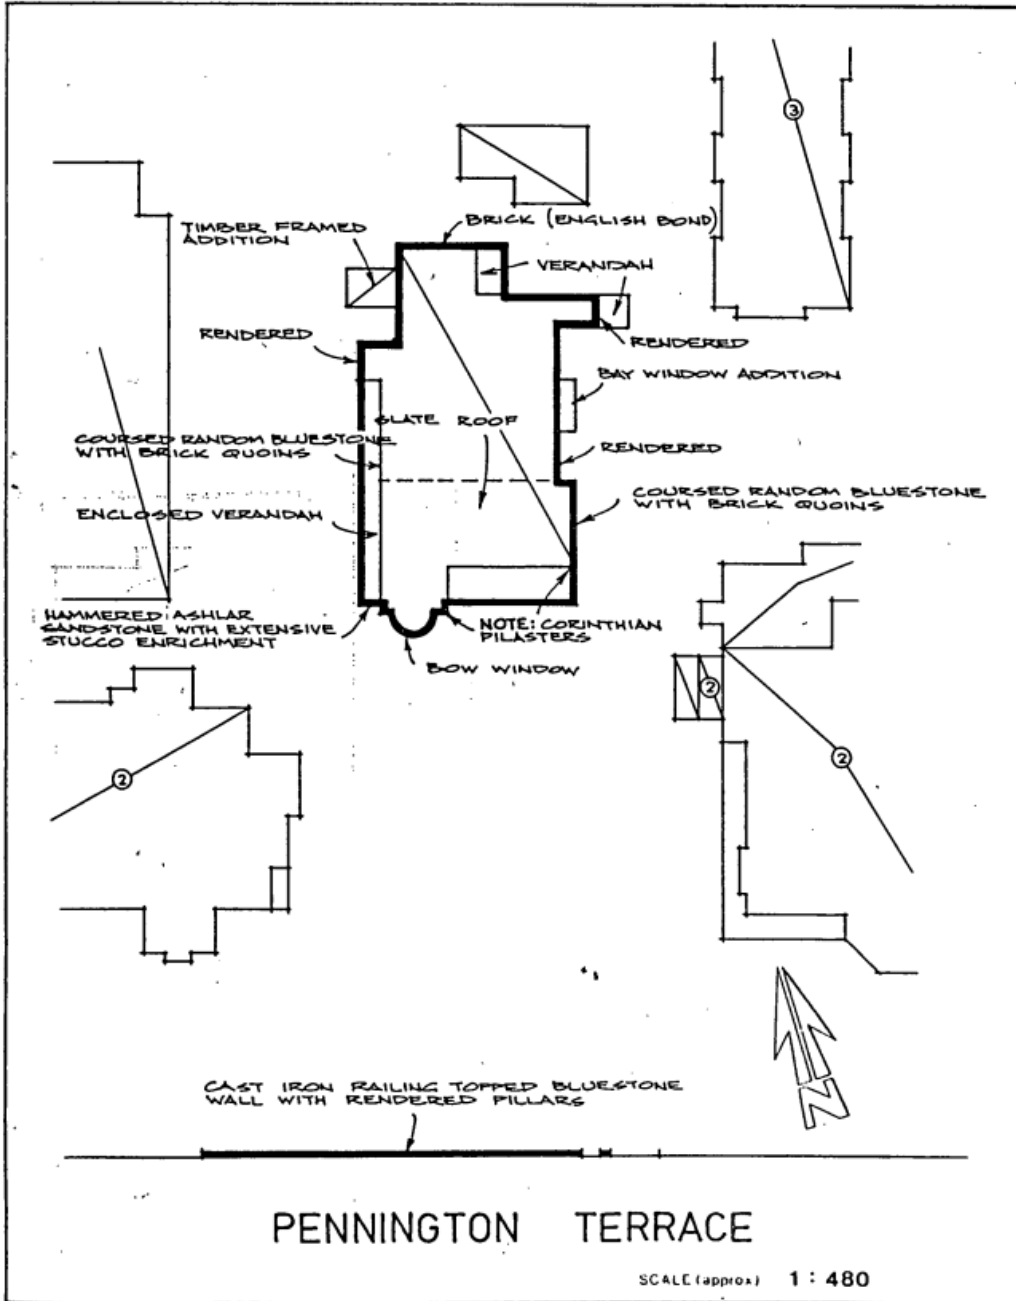 3
BRICK (ENGLISH BOND)
TIMBER FRAMED
ADDITION
VERANDAH
RENDERED
RENDERED
BAY WINDOW ADDITION
SLATE ROOF
COURSED RANDOM BLUESTONE
WITH BRICK QUOINS
RENDERED
COURSED RANDOM BLUESTONE
WITH BRICK QUOINS
ENCLOSED VERANDAH
HAMMERED ASHLAR
SANDSTONE WITH EXTENSIVE
STUCCO ENRICHMENT
NOTE: CORINTHIAN
PILASTERS
BOW WINDOW
2
2
2
N
CAST IRON RAILING TOPPED BLUESTONE
WALL WITH RENDERED PILLARS
PENNINGTON TERRACE
SCALE (approx) 1 : 480